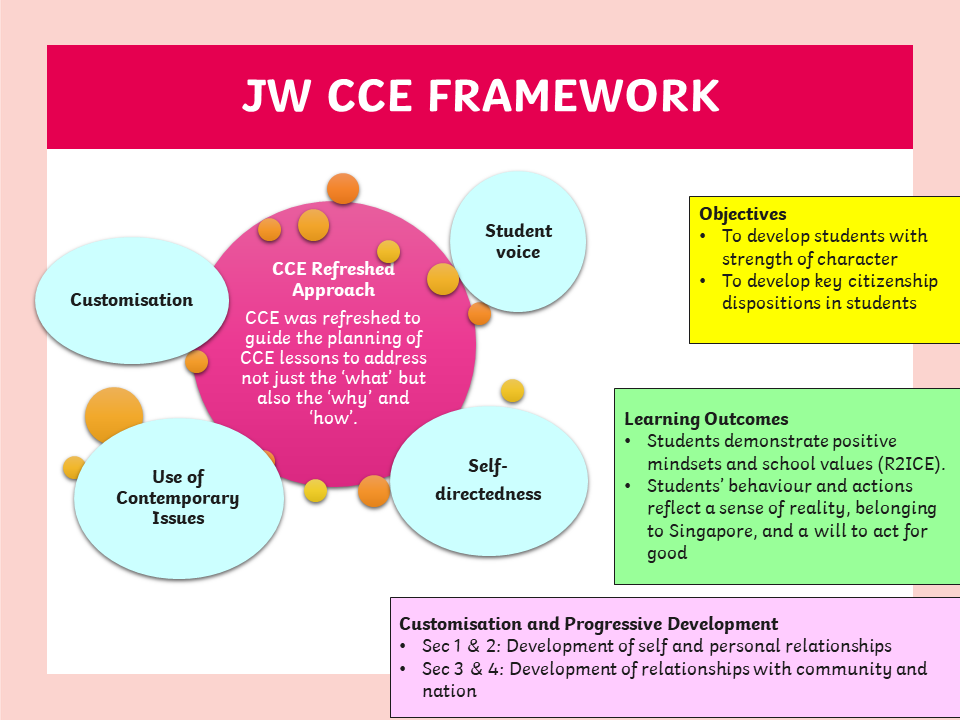 JW CCE FRAMEWORK
Customisation
CCE Refreshed
Approach
CCE was refreshed to
guide the planning of
CCE lessons to address
not just the ‘what’ but
also the ‘why’ and
‘how’.
Student
voice
Use of
Contemporary
Issues
Self-
directedness
Objectives
• To develop students with
strength of character
• To develop key citizenship
dispositions in students
Learning Outcomes
• Students demonstrate positive
mindsets and school values (R2ICE).
• Students’ behaviour and actions
reflect a sense of reality, belonging
to Singapore, and a will to act for
good
Customisation and Progressive Development
• Sec 1 & 2: Development of self and personal relationships
• Sec 3 & 4: Development of relationships with community and
nation